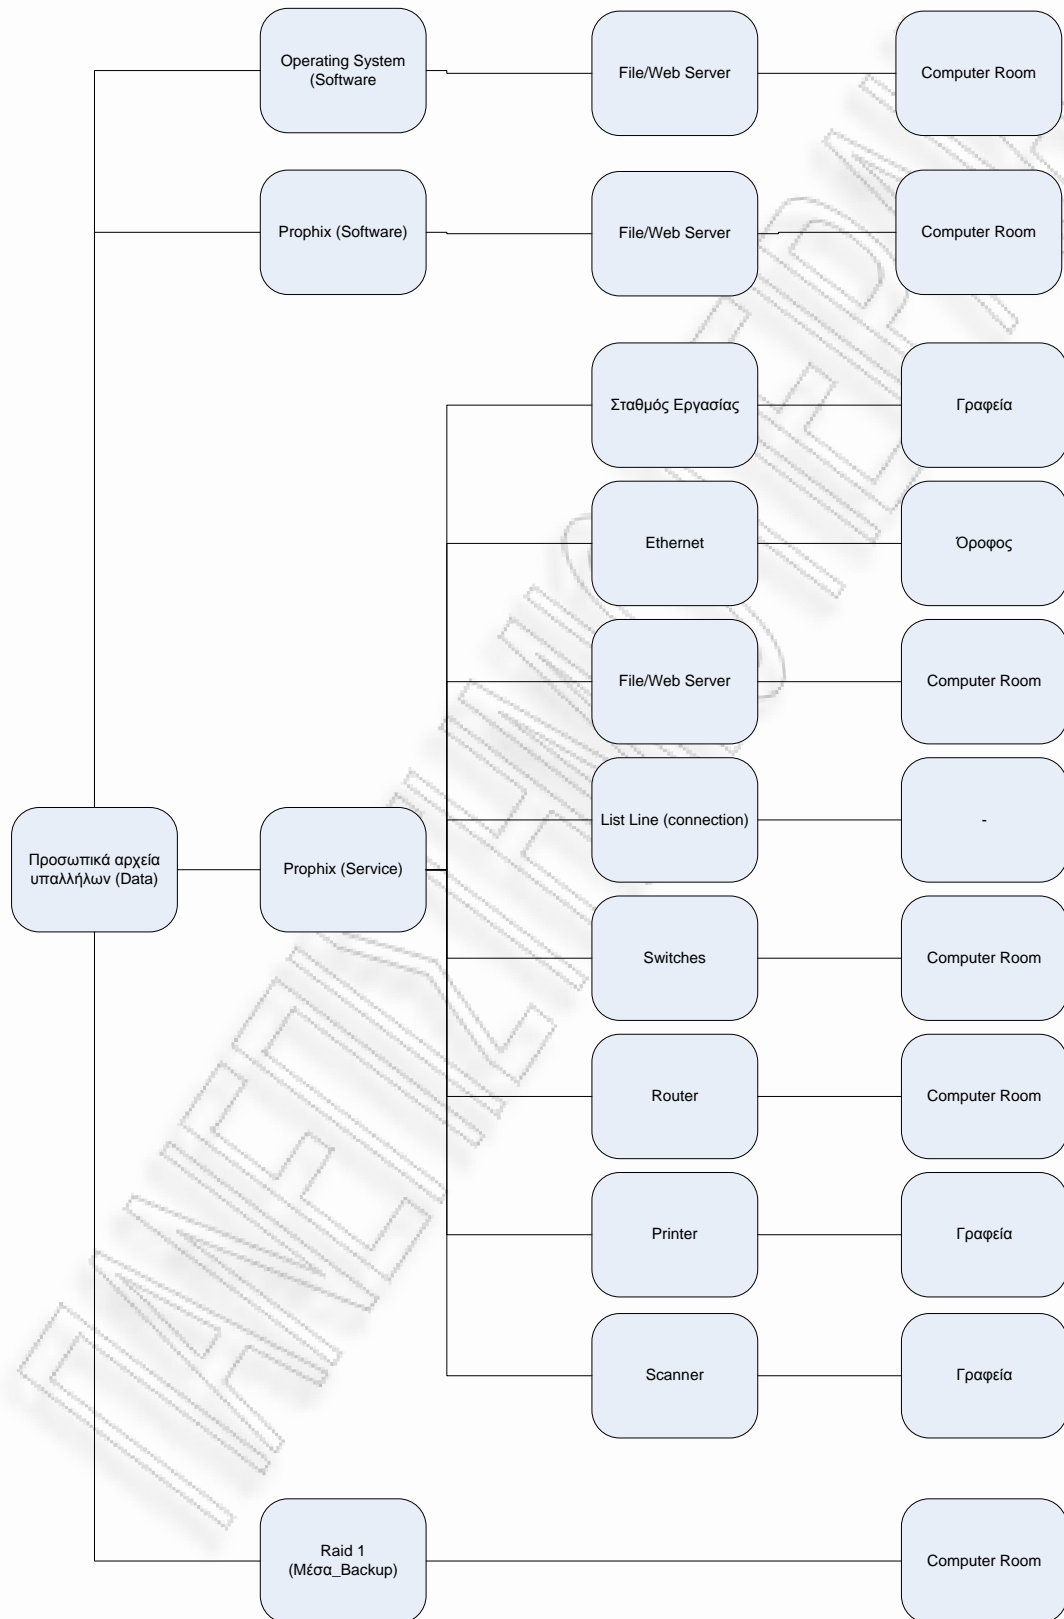 Operating System
(Software
File/Web Server
Computer Room
Prophix (Software)
File/Web Server
Computer Room
Σταθμός Εργασίας
Γραφεία
Ethernet
Όροφος
File/Web Server
Computer Room
List Line (connection)
-
Προσωπικά αρχεία
υπαλλήλων (Data)
Prophix (Service)
Switches
Computer Room
Router
Computer Room
Printer
Γραφεία
Scanner
Γραφεία
Raid 1
(Μέσα_Backup)
Computer Room